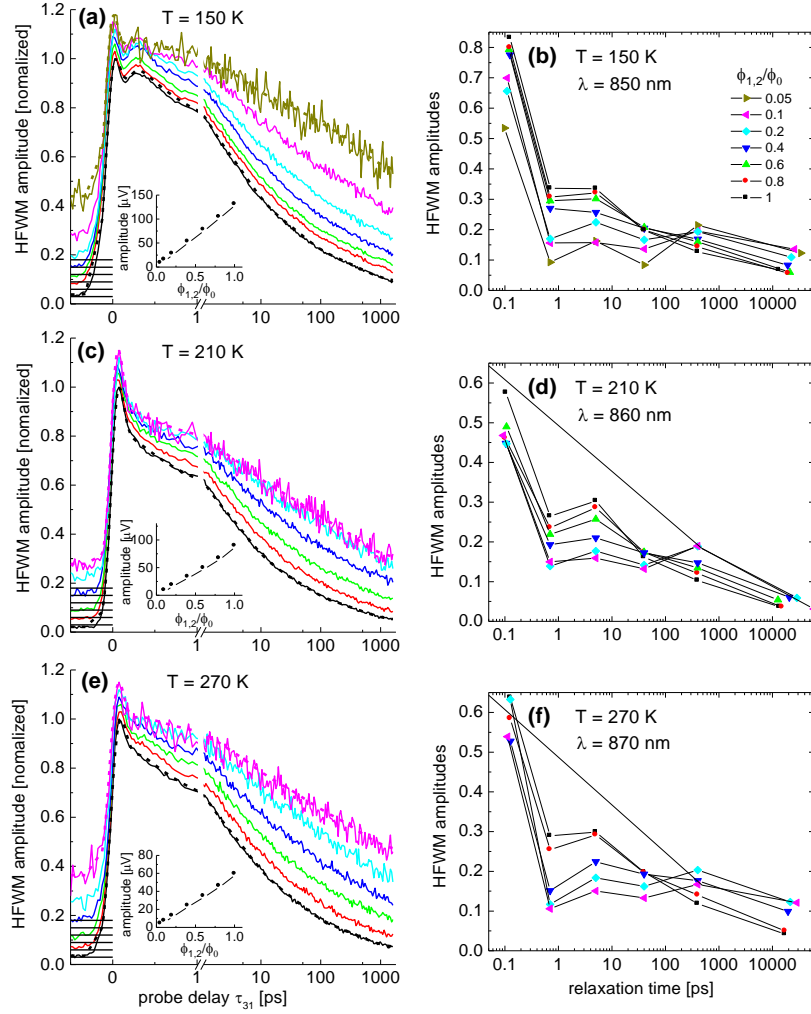 (a)
T = 150 K
HFWM amplitude [nomalized]
1.2
1.0
0.8
0.6
0.4
0.2
0.0
amplitude [µV]
150
100
50
0
0.0 0.5 1.0
ϕ1,2/ϕ0
0 1 10 100 1000
(b)
T = 150 K
λ = 850 nm
ϕ1,2/ϕ0
0.05
0.1
0.2
0.4
0.6
0.8
1
HFWM amplitudes
0.8
0.7
0.6
0.5
0.4
0.3
0.2
0.1
0.0
0.1 1 10 100 1000 10000
(c)
T = 210 K
HFWM amplitude [nomalized]
1.2
1.0
0.8
0.6
0.4
0.2
0.0
amplitude [µV]
100
50
0
0.0 0.5 1.0
ϕ1,2/ϕ0
0 1 10 100 1000
(d)
T = 210 K
λ = 860 nm
HFWM amplitudes
0.6
0.5
0.4
0.3
0.2
0.1
0.0
0.1 1 10 100 1000 10000
(e)
T = 270 K
HFWM amplitude [normalized]
1.2
1.0
0.8
0.6
0.4
0.2
0.0
amplitude [µV]
80
60
40
20
0
0.0 0.5 1.0
ϕ1,2/ϕ0
0 1 10 100 1000
probe delay τ31 [ps]
(f)
T = 270 K
λ = 870 nm
HFWM amplitudes
0.6
0.5
0.4
0.3
0.2
0.1
0.0
0.1 1 10 100 1000 10000
relaxation time [ps]